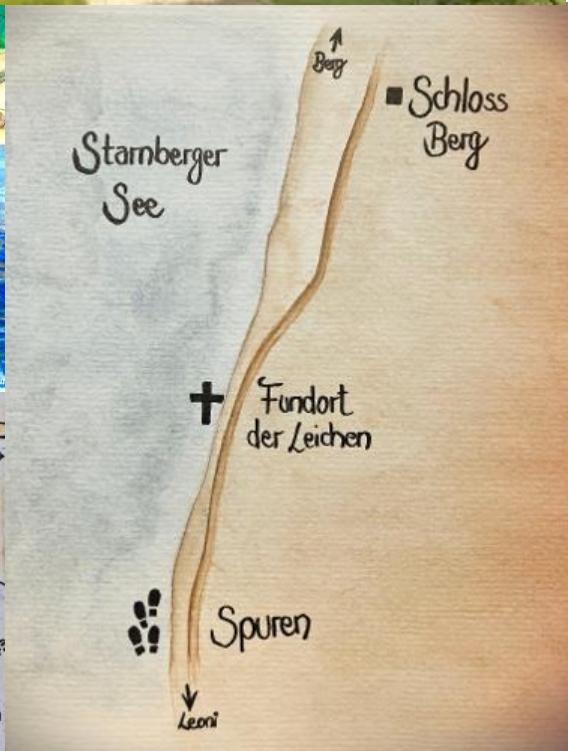 Berg
Schloss
Berg
Starnberger
See
Fundort
der Leichen
Spuren
Leoni